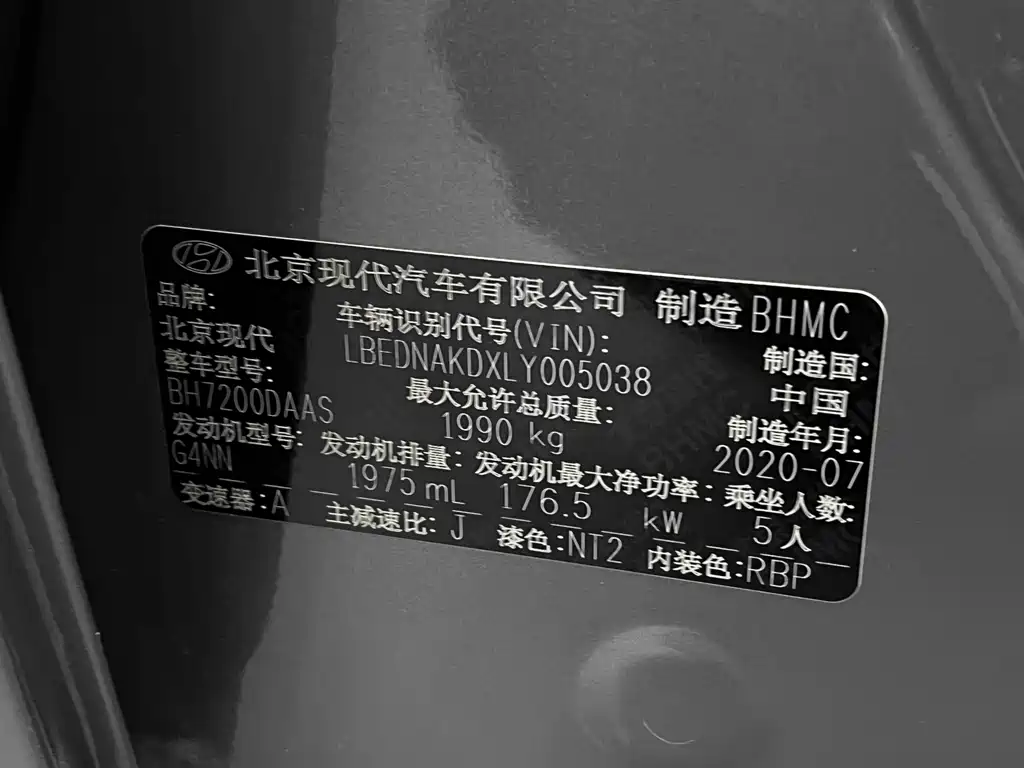 北京现代汽车有限公司 制造 BHMC
品牌: 车辆识别代号(VIN): 制造国:
北京现代 LBEDNAKDXLY005038 中国
整车型号: 最大允许总质量: 制造年月:
BH7200DAAS 1990 kg 2020-07
发动机型号: 发动机排量: 发动机最大净功率: 乘坐人数:
G4NN 1975 mL 176.5 kW 5人
变速器:A 主减速比: J 漆色:NT2 内装色:RBP